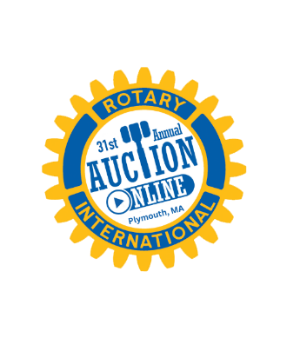 ROTARY
31st Annual
AUCTION
ONLINE
Plymouth, MA
INTERNATIONAL